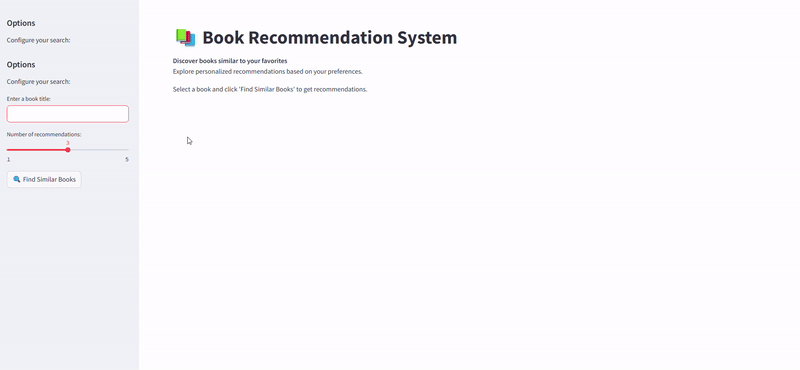 Options
Configure your search:
Options
Configure your search:
Enter a book title:
Number of recommendations:
3
1 5
🔍 Find Similar Books
📚 Book Recommendation System
Discover books similar to your favorites
Explore personalized recommendations based on your preferences.
Select a book and click 'Find Similar Books' to get recommendations.